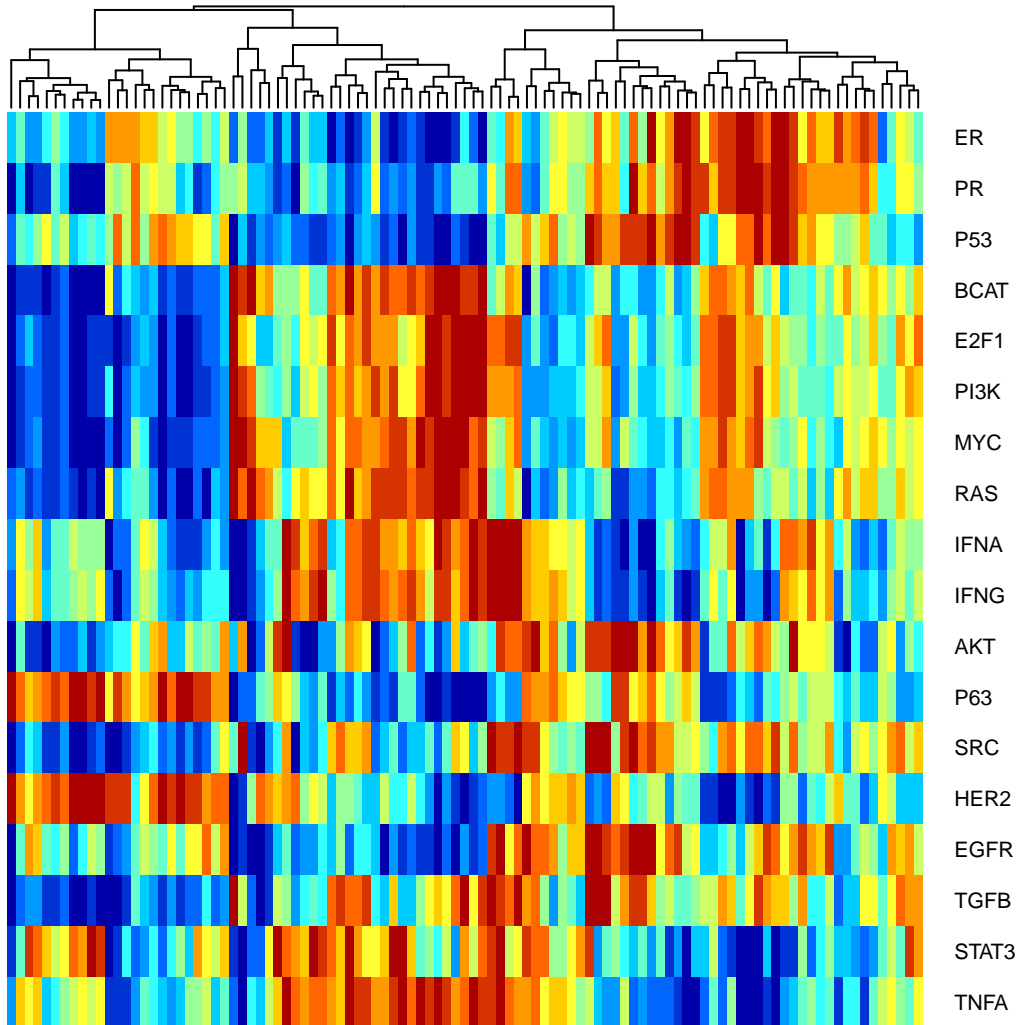 ER
PR
P53
BCAT
E2F1
PI3K
MYC
RAS
IFNA
IFNG
AKT
P63
SRC
HER2
EGFR
TGFB
STAT3
TNFA